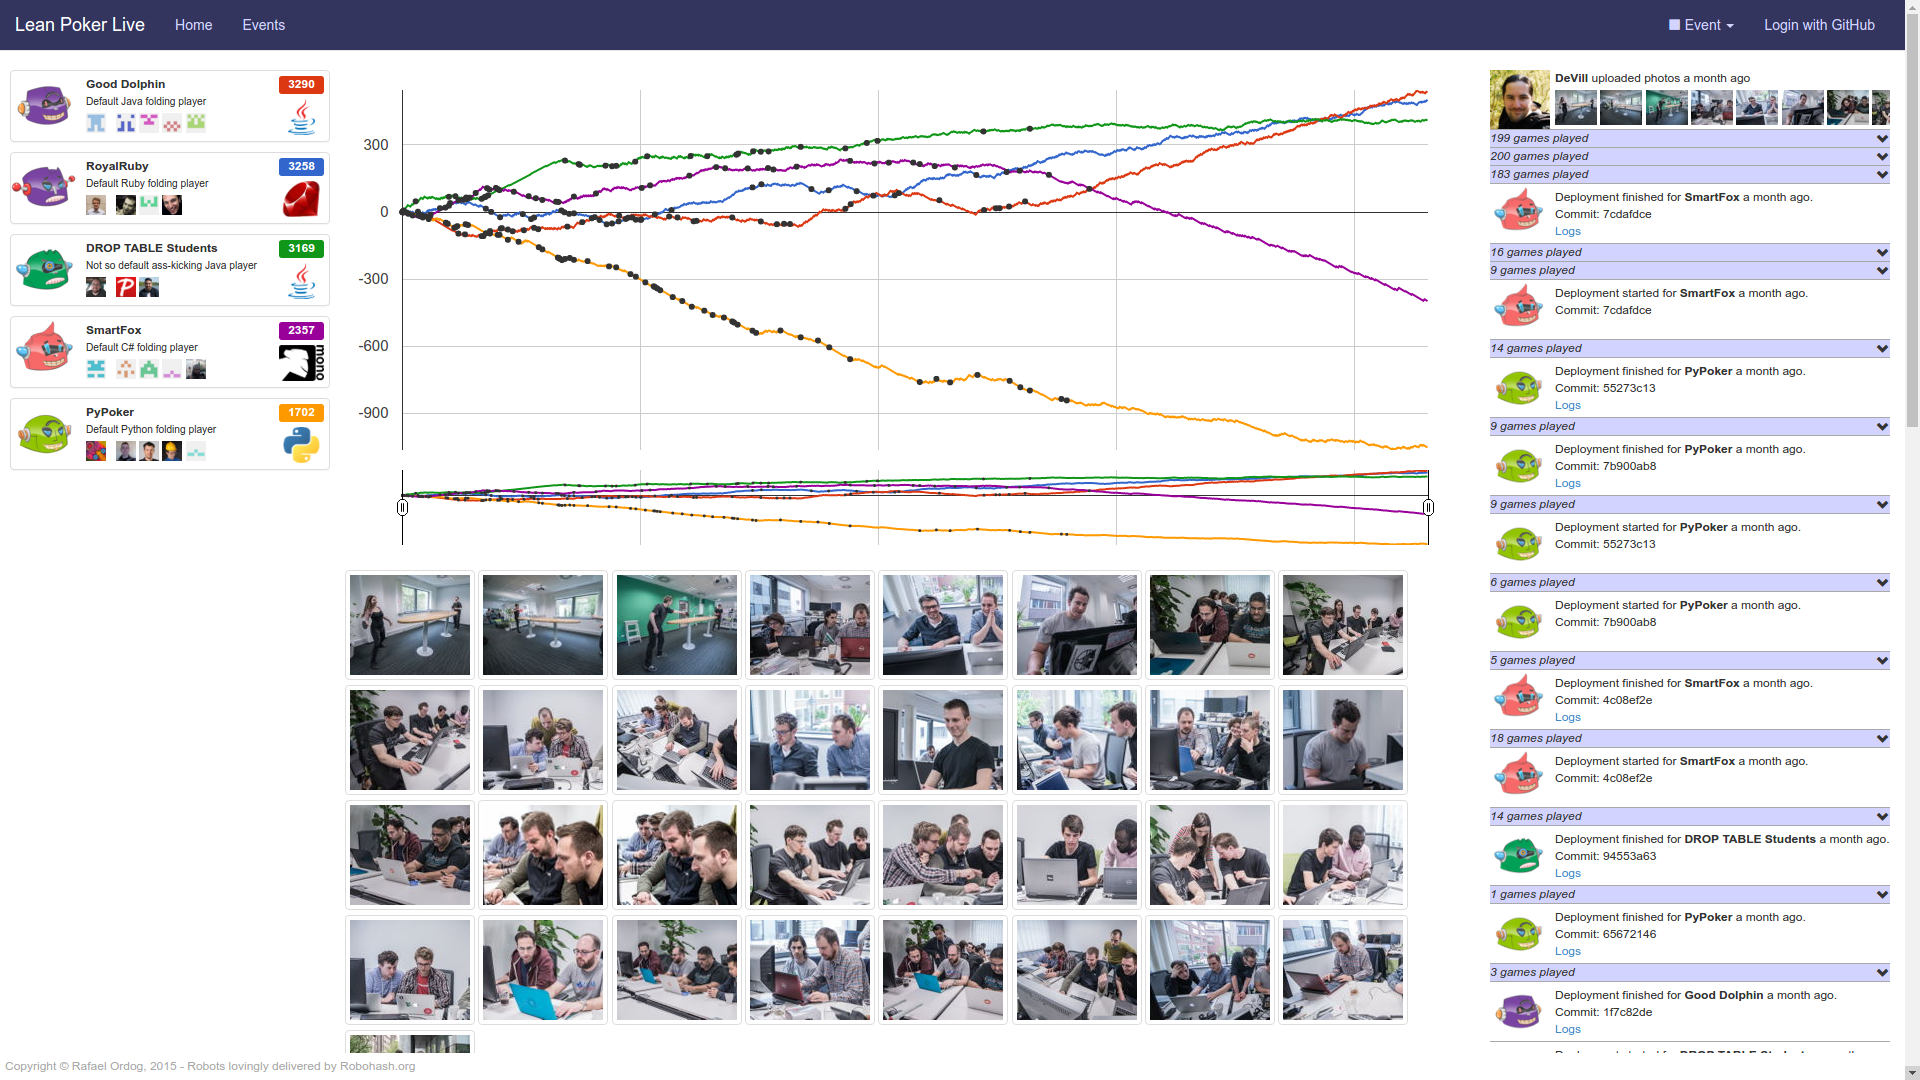 Lean Poker Live
Home
Events
Event
Login with GitHub
Good Dolphin
3290
Default Java folding player
RoyalRuby
3258
Default Ruby folding player
DROP TABLE Students
3169
Not so default ass-kicking Java player
SmartFox
2357
Default C# folding player
mono
PyPoker
1702
Default Python folding player
300
0
-300
-600
-900
DeVill uploaded photos a month ago
199 games played
200 games played
183 games played
Deployment finished for SmartFox a month ago.
Commit: 7cdafdce
Logs
16 games played
9 games played
Deployment started for SmartFox a month ago.
Commit: 7cdafdce
14 games played
Deployment finished for PyPoker a month ago.
Commit: 55273c13
Logs
9 games played
Deployment finished for PyPoker a month ago.
Commit: 7b900ab8
Logs
9 games played
Deployment started for PyPoker a month ago.
Commit: 55273c13
6 games played
Deployment started for PyPoker a month ago.
Commit: 7b900ab8
5 games played
Deployment finished for SmartFox a month ago.
Commit: 4c08ef2e
Logs
18 games played
Deployment started for SmartFox a month ago.
Commit: 4c08ef2e
14 games played
Deployment finished for DROP TABLE Students a month ago.
Commit: 94553a63
Logs
1 games played
Deployment finished for PyPoker a month ago.
Commit: 65672146
Logs
3 games played
Deployment finished for Good Dolphin a month ago.
Commit: 1f7c82de
Logs
Copyright © Rafael Ordog, 2015 - Robots lovingly delivered by Robohash.org